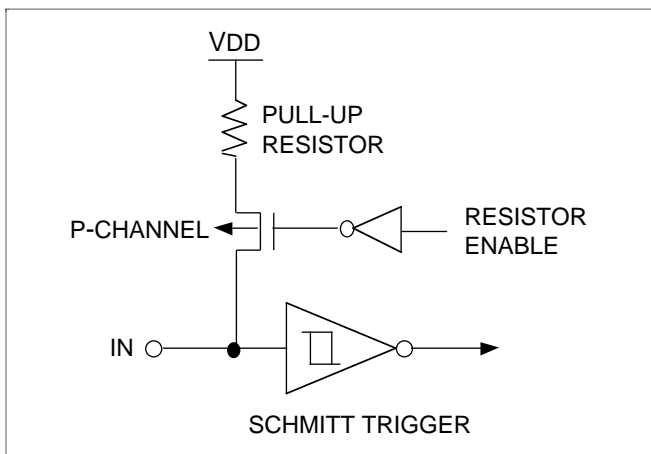 VDD
PULL-UP
RESISTOR
P-CHANNEL
RESISTOR
ENABLE
IN
SCHMITT TRIGGER